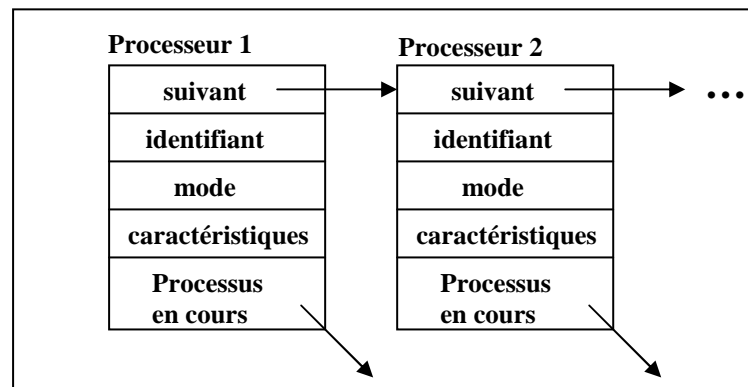 Processeur 1
suivant
identifiant
mode
caractéristiques
Processus
en cours
Processeur 2
suivant
identifiant
mode
caractéristiques
Processus
en cours
...